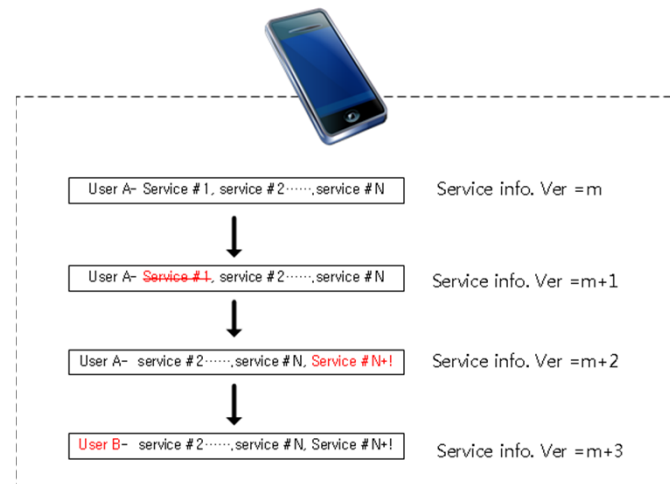 User A- Service #1, service #2······,service #N
Service info. Ver =m
User A- Service #1, service #2······,service #N
Service info. Ver =m+1
User A- service #2······,service #N, Service #N+!
Service info. Ver =m+2
User B- service #2······,service #N, Service #N+!
Service info. Ver =m+3